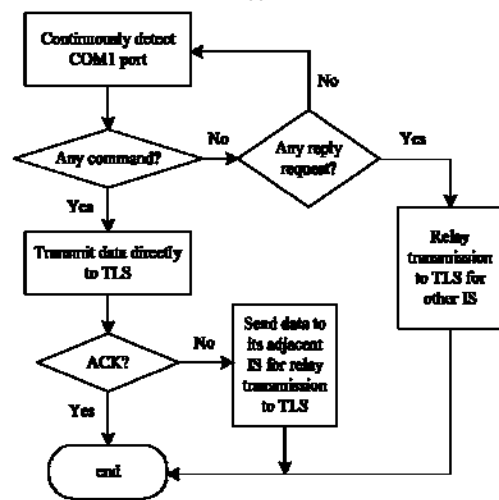 Continuously detect
COM1 port
No
Any command?
No
Any reply
request?
Yes
Yes
Transmit data directly
to TLS
Relay
transmission
to TLS for
other IS
ACK?
No
Send data to
its adjacent
IS for relay
transmission
to TLS
Yes
end